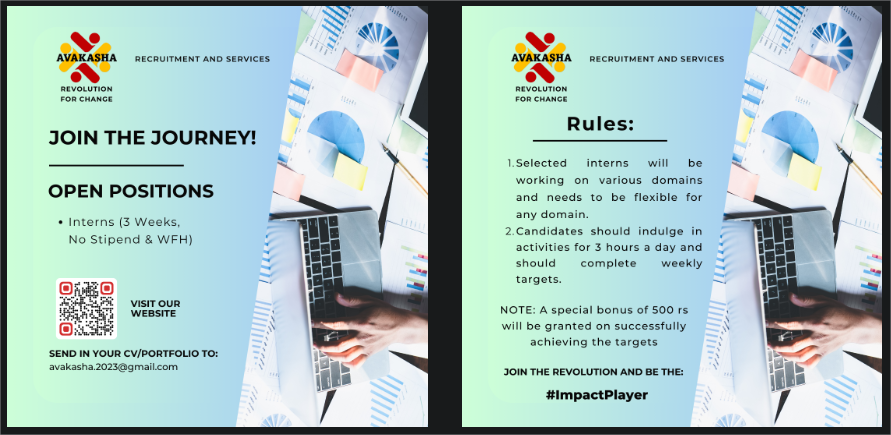 AVAKASHA
REVOLUTION
FOR CHANGE
RECRUITMENT AND SERVICES
JOIN THE JOURNEY!
OPEN POSITIONS
• Interns (3 Weeks,
No Stipend & WFH)
VISIT OUR
WEBSITE
SEND IN YOUR CV/PORTFOLIO TO:
avakasha.2023@gmail.com
AVAKASHA
REVOLUTION
FOR CHANGE
RECRUITMENT AND SERVICES
Rules:
1. Selected interns will be
working on various domains
and needs to be flexible for
any domain.
2. Candidates should indulge in
activities for 3 hours a day and
should complete weekly
targets.
NOTE: A special bonus of 500 rs
will be granted on successfully
achieving the targets
JOIN THE REVOLUTION AND BE THE:
#ImpactPlayer